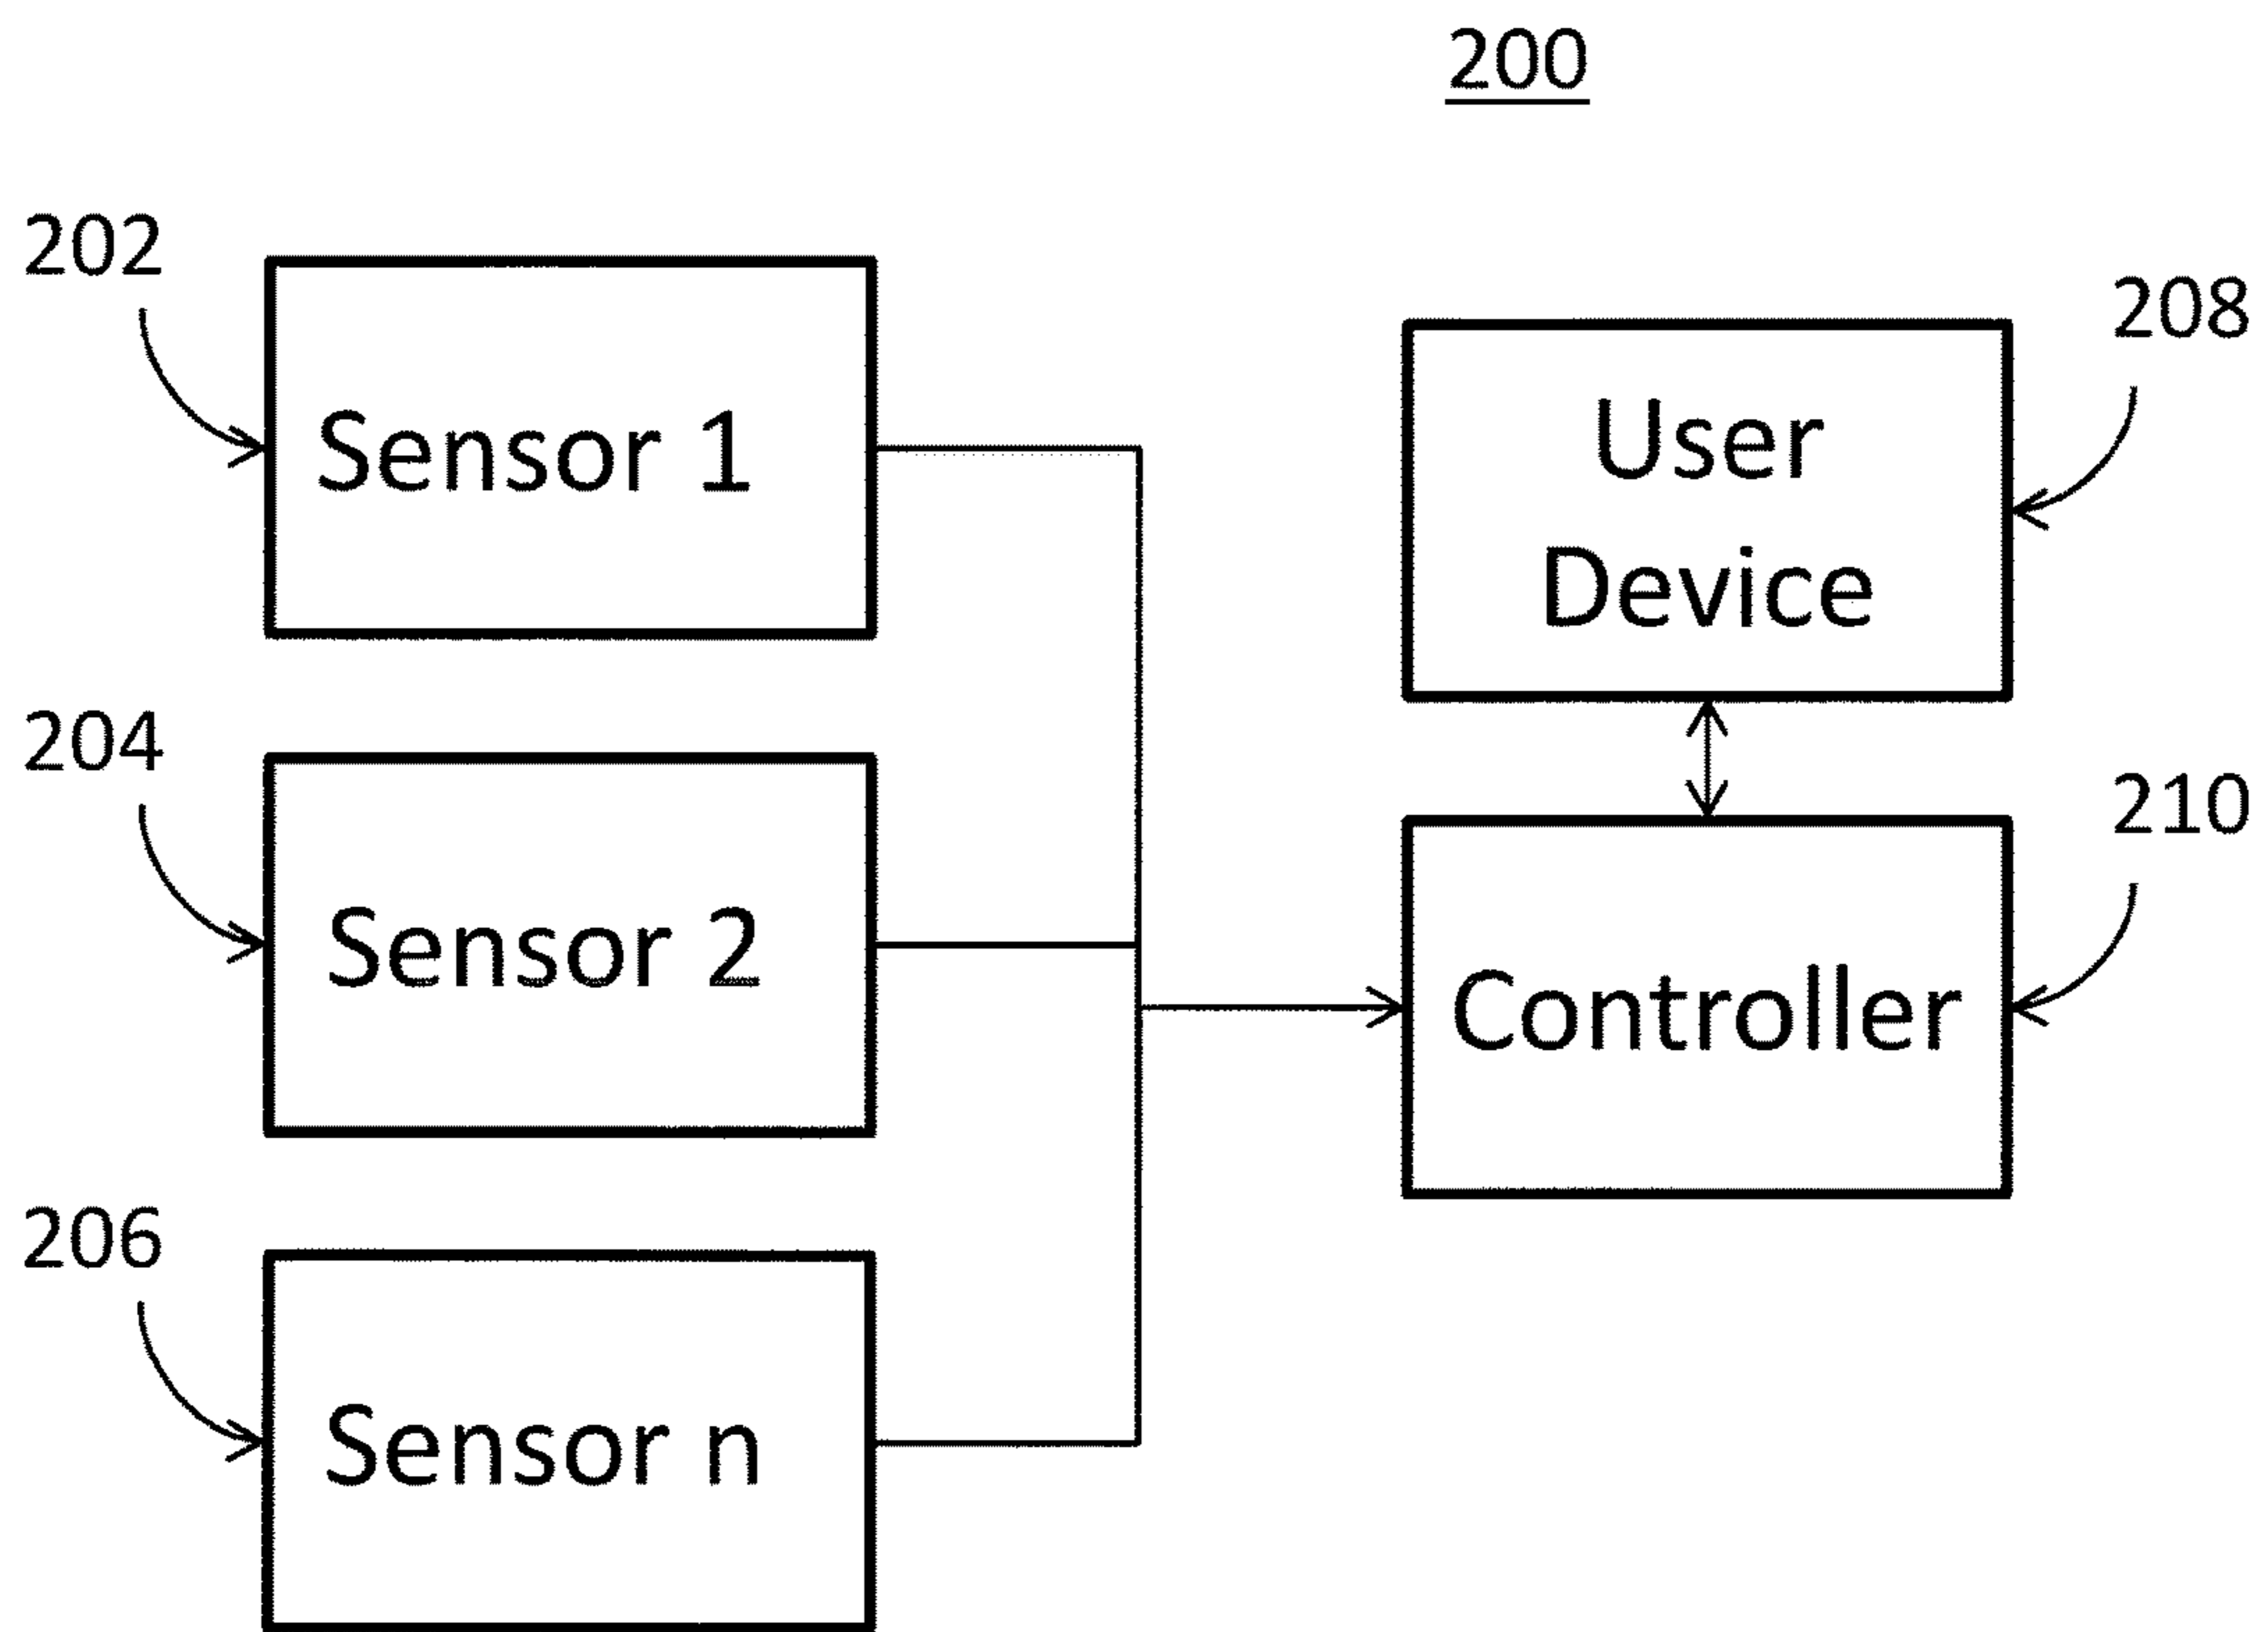 200
202
Sensor 1
208
User
Device
204
Sensor 2
210
Controller
206
Sensor n